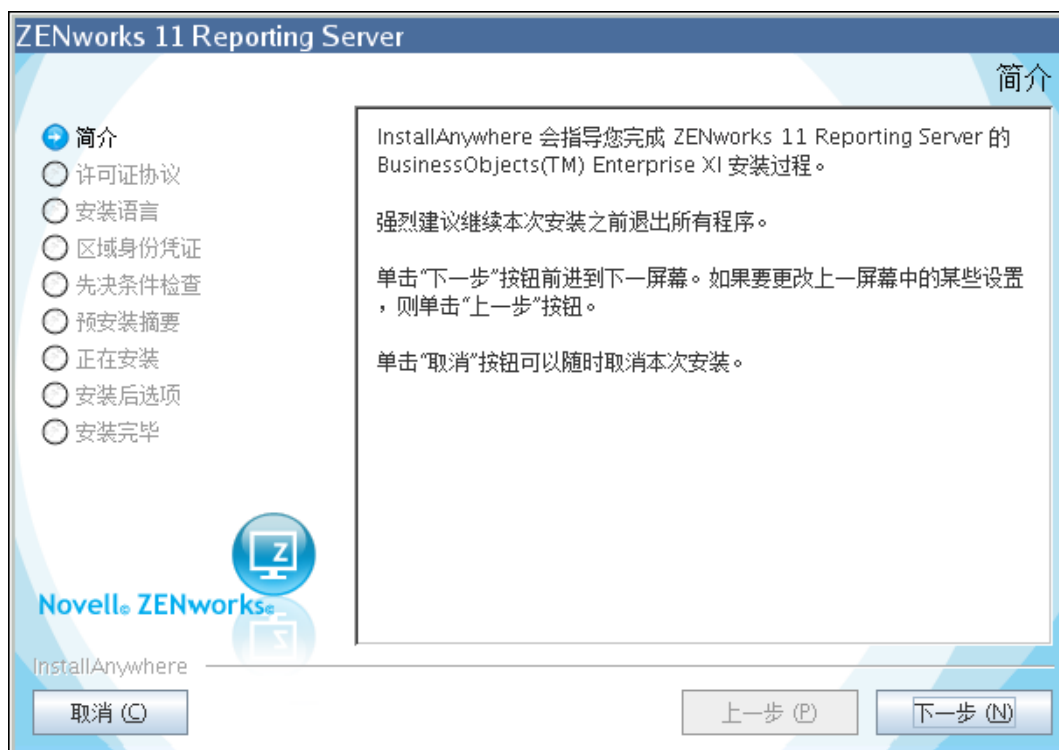 ZENworks 11 Reporting Server
简介
简介
许可证协议
安装语言
区域身份凭证
先决条件检查
预安装摘要
正在安装
安装后选项
安装完毕
InstallAnywhere 会指导您完成 ZENworks 11 Reporting Server 的
BusinessObjects(TM) Enterprise XI 安装过程。
强烈建议继续本次安装之前退出所有程序。
单击“下一步”按钮前进到下一屏幕。如果要更改上一屏幕中的某些设置
，则单击“上一步”按钮。
单击“取消”按钮可以随时取消本次安装。
Z
Novell® ZENworks®
InstallAnywhere
取消 (C)
上一步 (P)
下一步 (N)